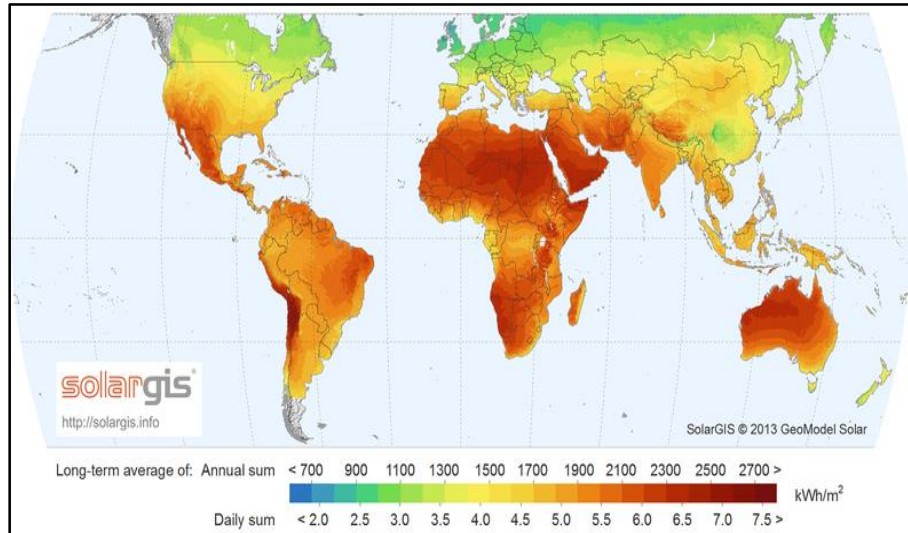 solargis
http://solargis.info
SolarGIS © 2013 GeoModel Solar
Long-term average of: Annual sum < 700 900 1100 1300 1500 1700 1900 2100 2300 2500 2700 >
kWh/m²
Daily sum < 2.0 2.5 3.0 3.5 4.0 4.5 5.0 5.5 6.0 6.5 7.0 7.5 >